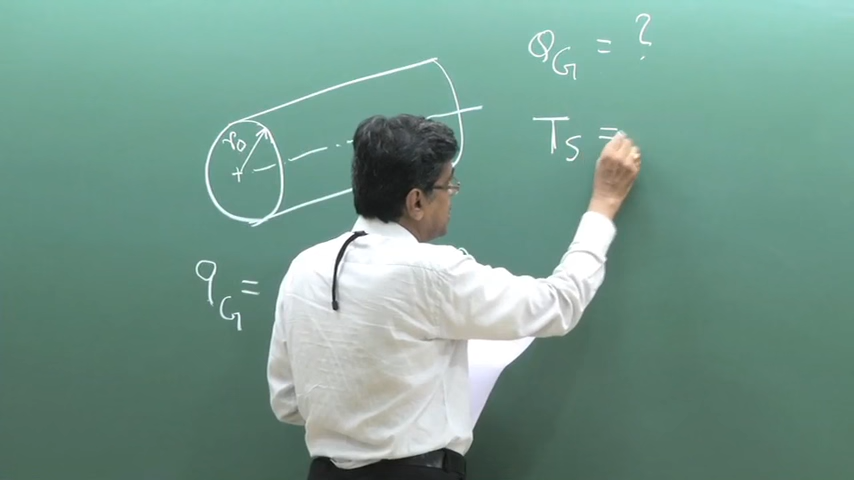 Q_G = ?
r_0
T_S =
q_G =